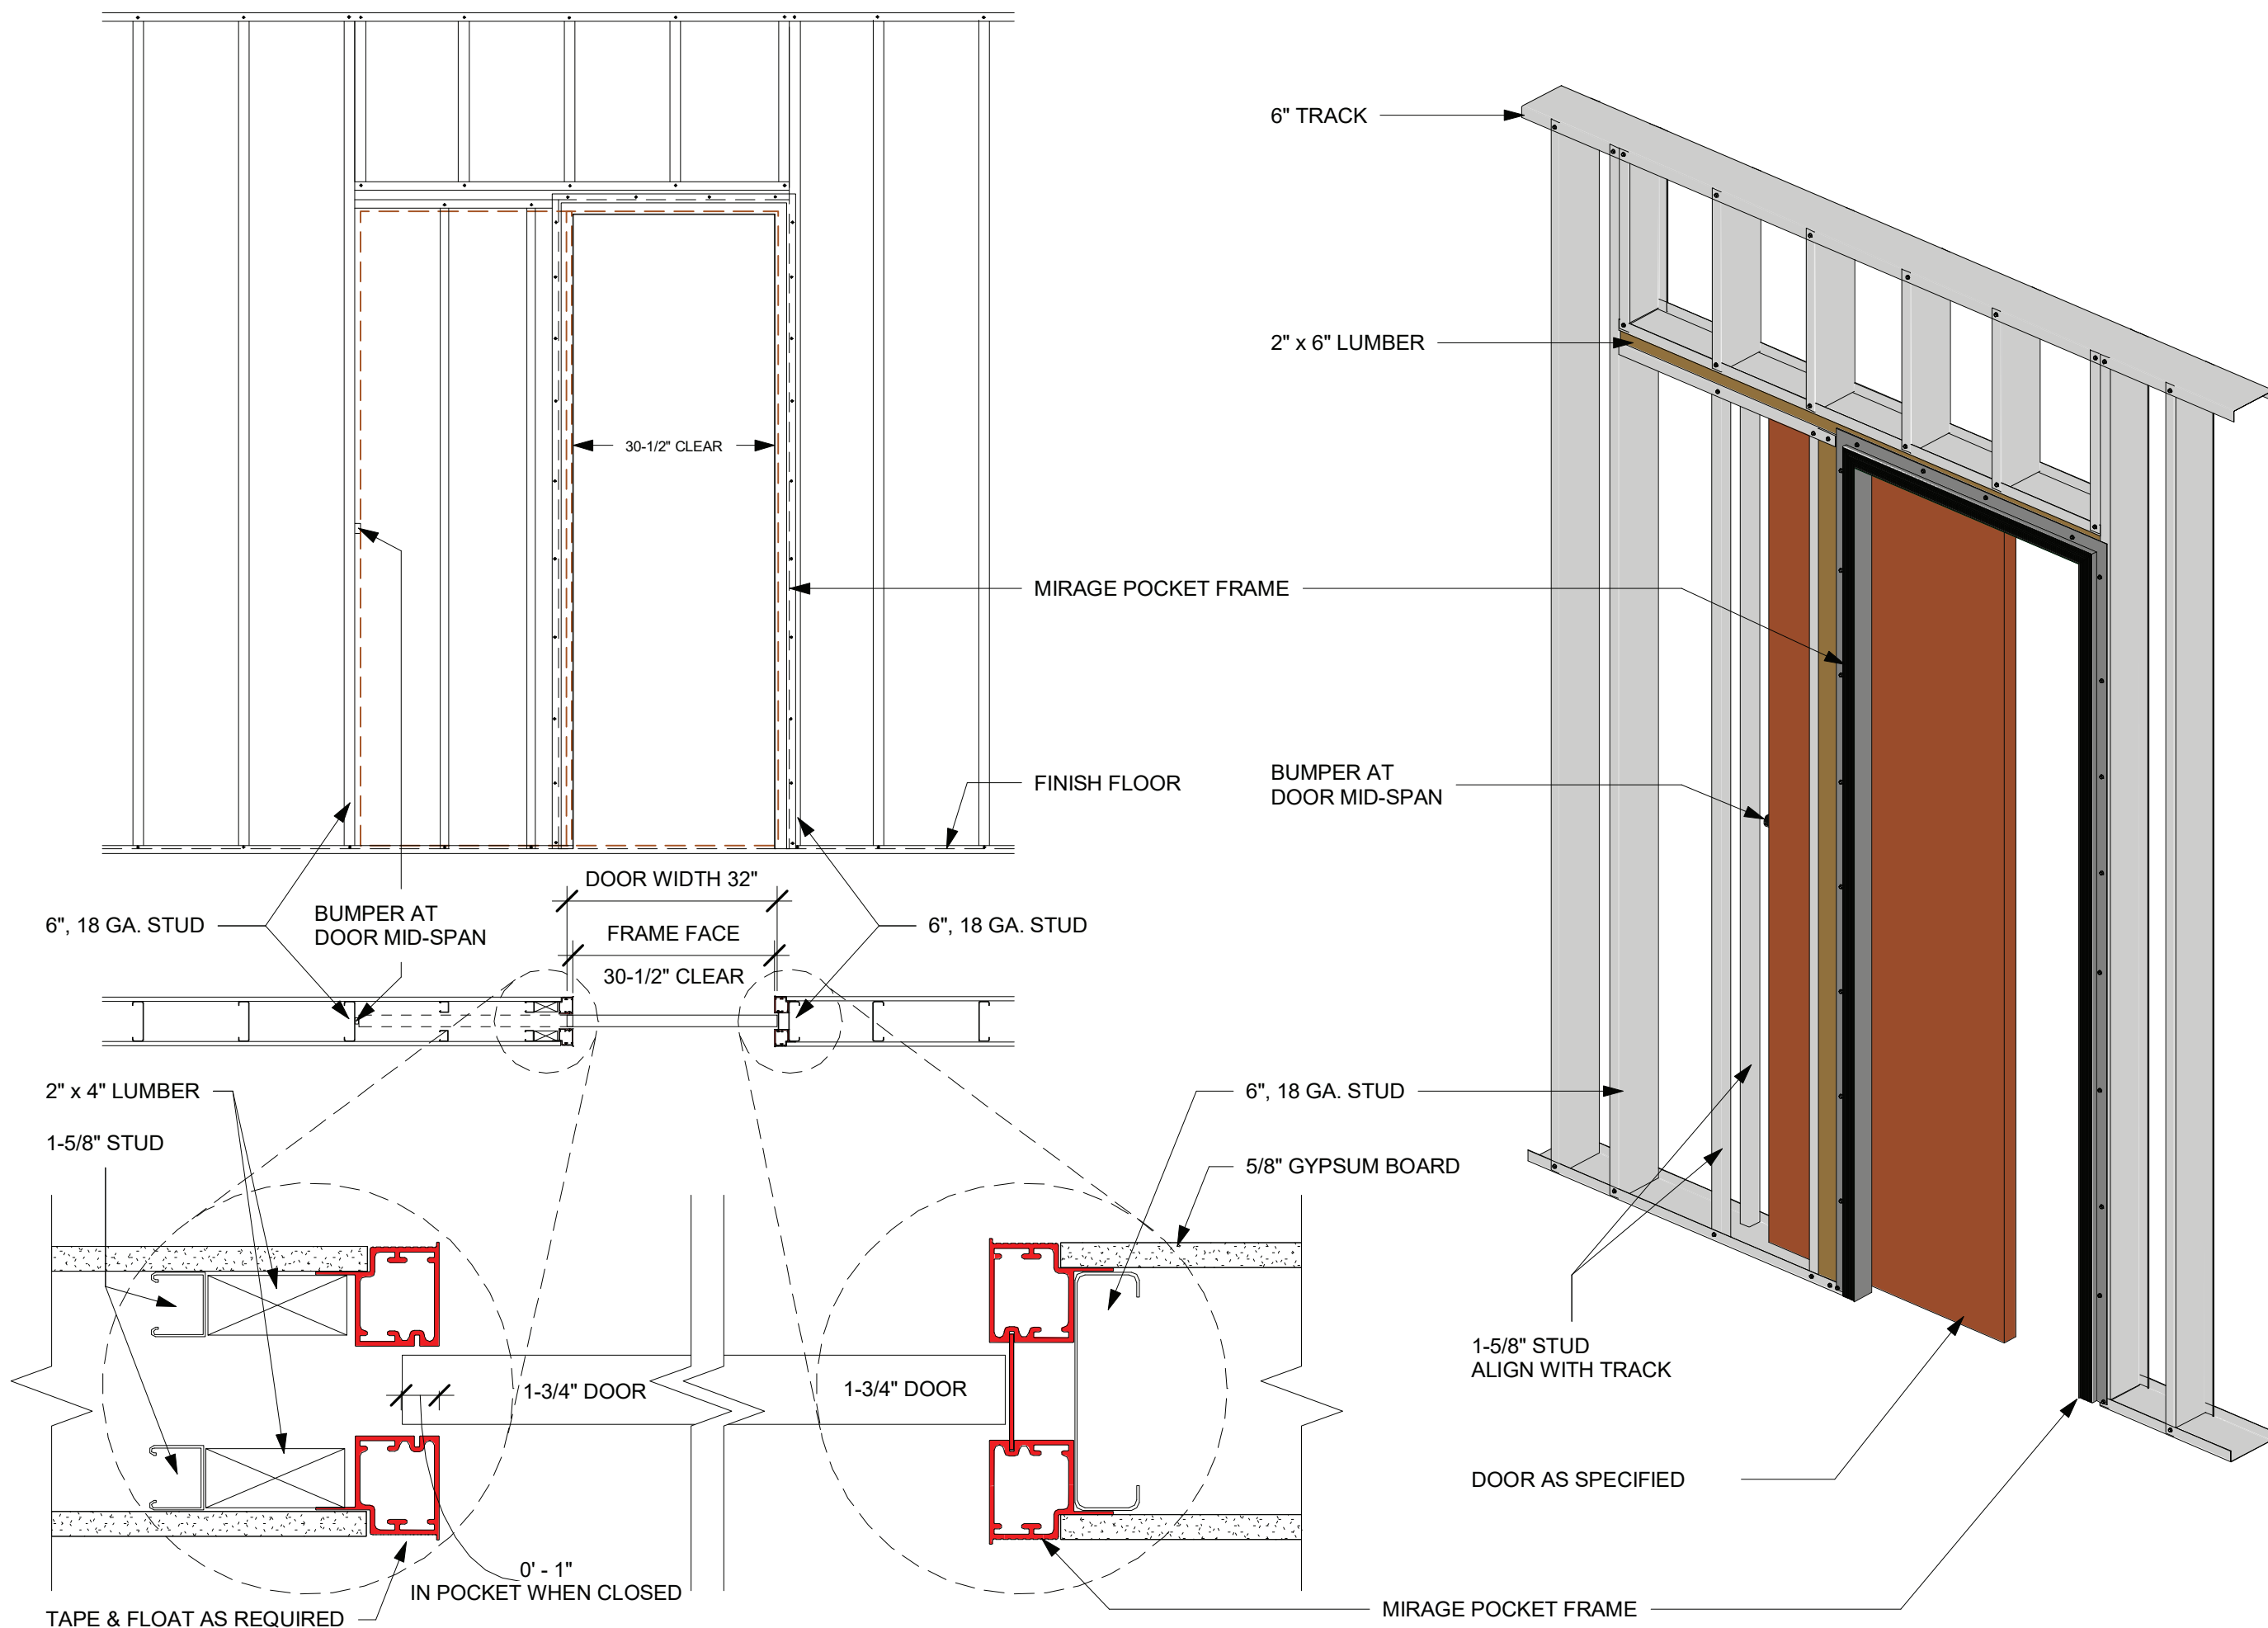 6" TRACK
2" x 6" LUMBER
30-1/2" CLEAR
MIRAGE POCKET FRAME
FINISH FLOOR
BUMPER AT
DOOR MID-SPAN
DOOR WIDTH 32"
6", 18 GA. STUD
BUMPER AT
DOOR MID-SPAN
FRAME FACE
30-1/2" CLEAR
6", 18 GA. STUD
2" x 4" LUMBER
1-5/8" STUD
6", 18 GA. STUD
5/8" GYPSUM BOARD
1-3/4" DOOR
1-3/4" DOOR
1-5/8" STUD
ALIGN WITH TRACK
DOOR AS SPECIFIED
0' - 1"
IN POCKET WHEN CLOSED
TAPE & FLOAT AS REQUIRED
MIRAGE POCKET FRAME